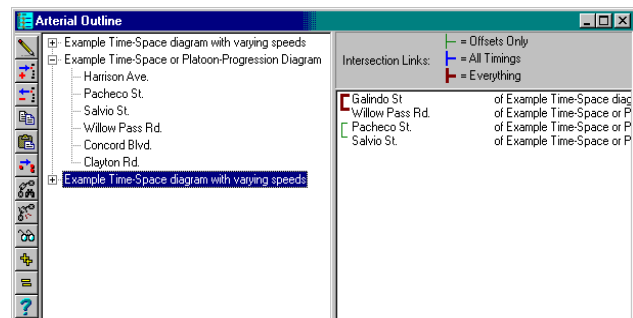 Arterial Outline
Example Time-Space diagram with varying speeds
Example Time-Space or Platoon-Progression Diagram
Harrison Ave.
Pacheco St.
Salvio St.
Willow Pass Rd.
Concord Blvd.
Clayton Rd.
Example Time-Space diagram with varying speeds
Intersection Links:
= Offsets Only
= All Timings
= Everything
Galindo St of Example Time-Space diag
Willow Pass Rd. of Example Time-Space or P
Pacheco St. of Example Time-Space or P
Salvio St. of Example Time-Space or P